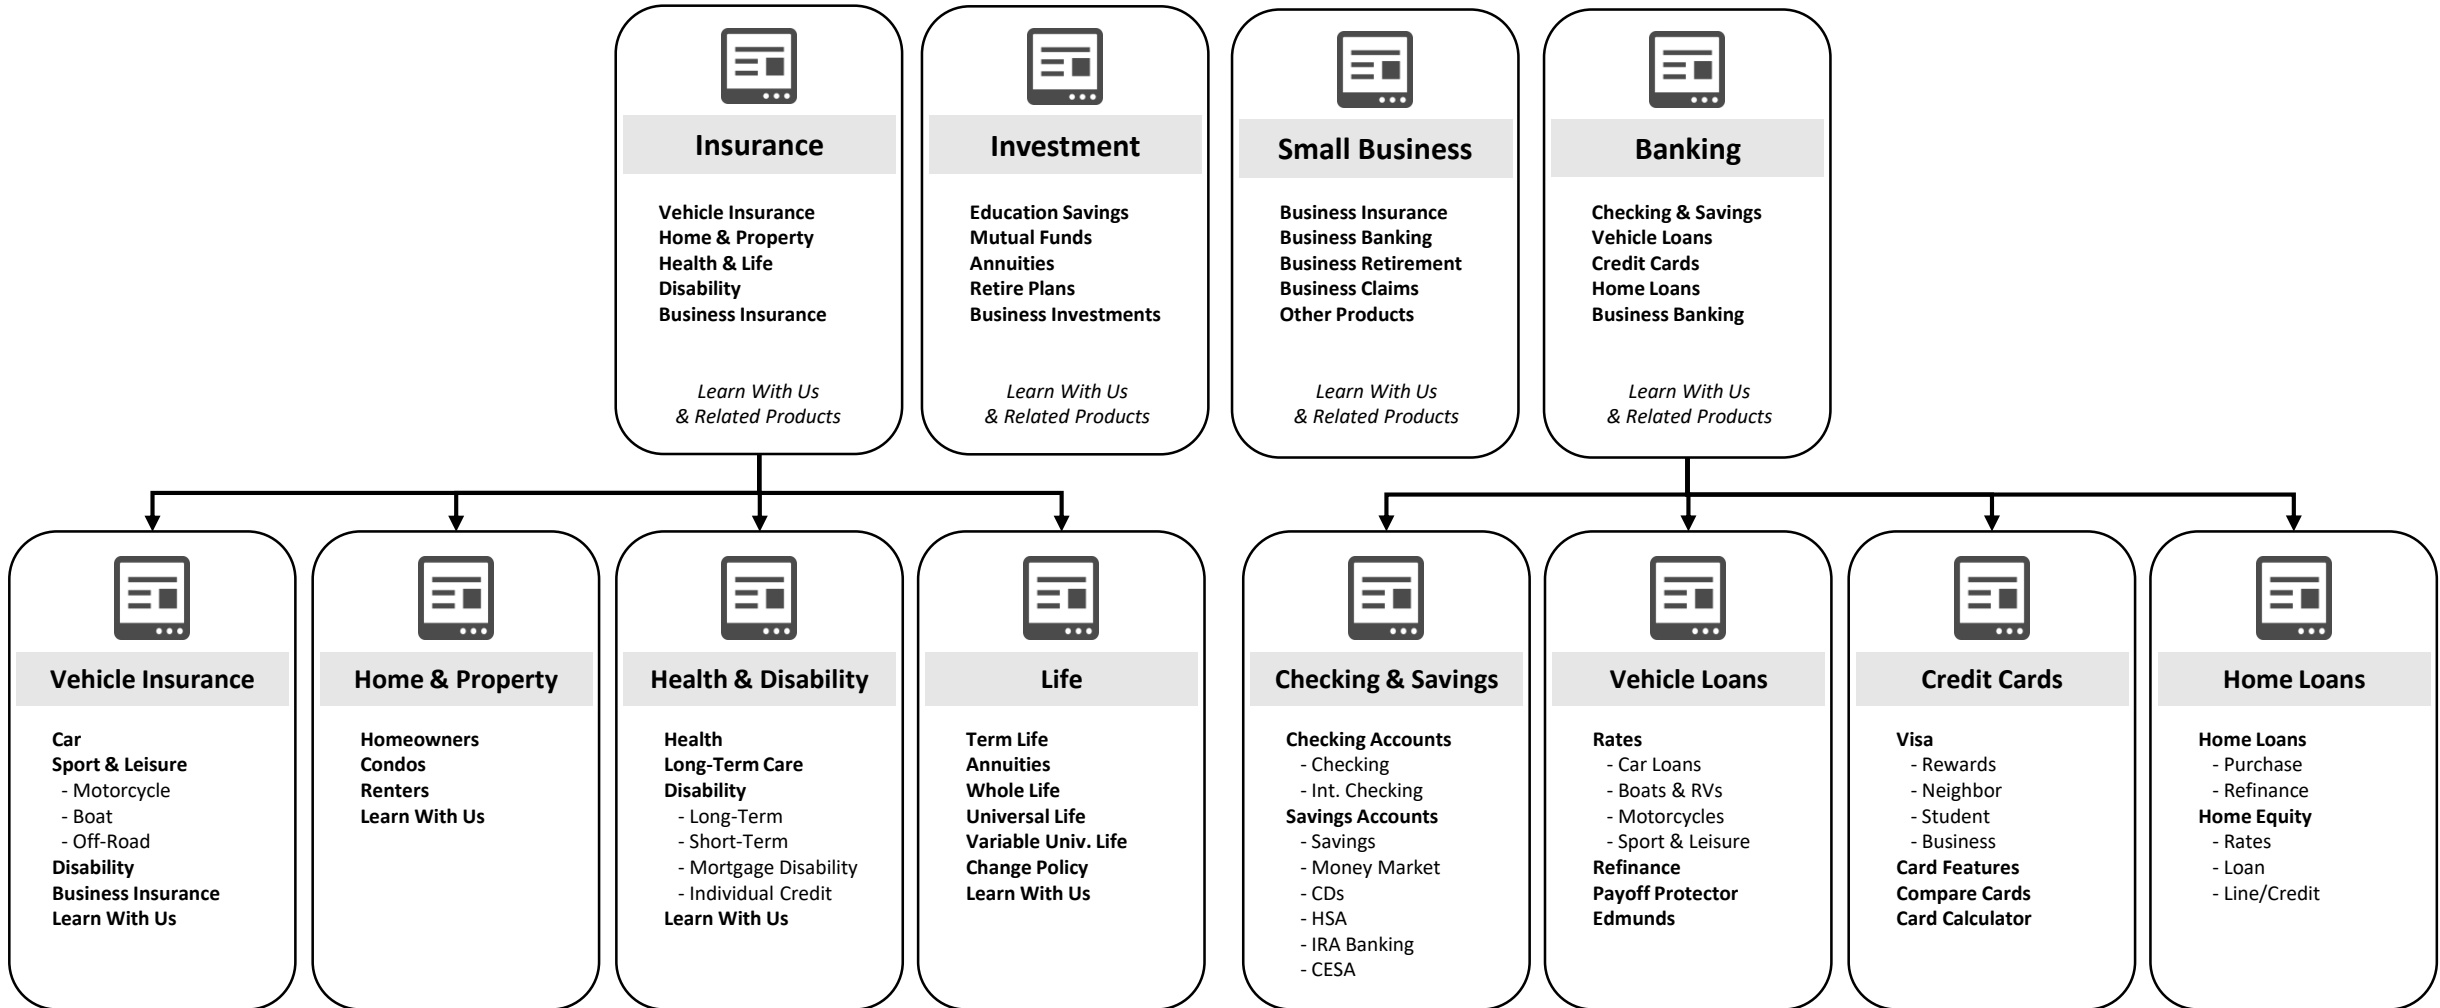 Insurance
Vehicle Insurance
Home & Property
Health & Life
Disability
Business Insurance
Learn With Us
& Related Products
Investment
Education Savings
Mutual Funds
Annuities
Retire Plans
Business Investments
Learn With Us
& Related Products
Small Business
Business Insurance
Business Banking
Business Retirement
Business Claims
Other Products
Learn With Us
& Related Products
Banking
Checking & Savings
Vehicle Loans
Credit Cards
Home Loans
Business Banking
Learn With Us
& Related Products
Vehicle Insurance
Car
Sport & Leisure
- Motorcycle
- Boat
- Off-Road
Disability
Business Insurance
Learn With Us
Home & Property
Homeowners
Condos
Renters
Learn With Us
Health & Disability
Health
Long-Term Care
Disability
- Long-Term
- Short-Term
- Mortgage Disability
- Individual Credit
Learn With Us
Life
Term Life
Annuities
Whole Life
Universal Life
Variable Univ. Life
Change Policy
Learn With Us
Checking & Savings
Checking Accounts
- Checking
- Int. Checking
Savings Accounts
- Savings
- Money Market
- CDs
- HSA
- IRA Banking
- CESA
Vehicle Loans
Rates
- Car Loans
- Boats & RVs
- Motorcycles
- Sport & Leisure
Refinance
Payoff Protector
Edmunds
Credit Cards
Visa
- Rewards
- Neighbor
- Student
- Business
Card Features
Compare Cards
Card Calculator
Home Loans
Home Loans
- Purchase
- Refinance
Home Equity
- Rates
- Loan
- Line/Credit